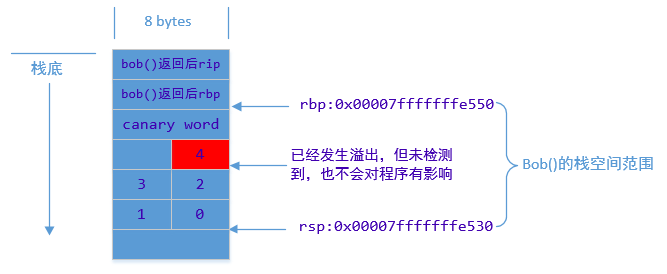 8 bytes
栈底
bob()返回后rip
bob()返回后rbp
canary word
4
3 2
1 0
rbp:0x00007fffffffe550
已经发生溢出，但未检测
到，也不会对程序有影响
rsp:0x00007fffffffe530
Bob()的栈空间范围